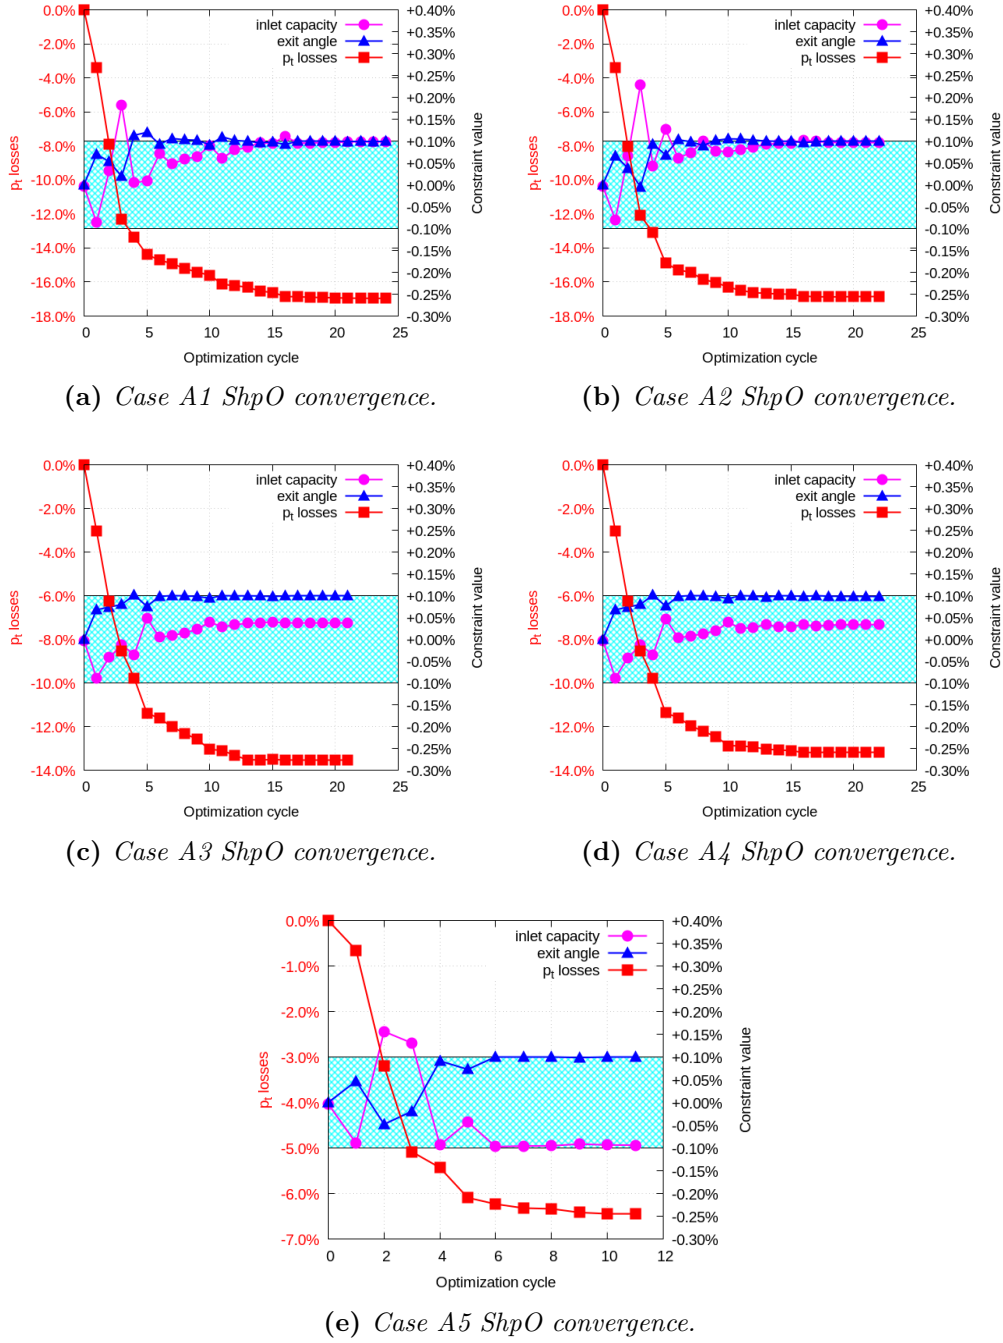 0.0%
-2.0%
-4.0%
-6.0%
-8.0%
-10.0%
-12.0%
-14.0%
-16.0%
-18.0%
pt losses
inlet capacity
exit angle
pt losses
+0.40%
+0.35%
+0.30%
+0.25%
+0.20%
+0.15%
+0.10%
+0.05%
+0.00%
-0.05%
-0.10%
-0.15%
-0.20%
-0.25%
-0.30%
Constraint value
0 5 10 15 20 25
Optimization cycle
(a) Case A1 ShpO convergence.
0.0%
-2.0%
-4.0%
-6.0%
-8.0%
-10.0%
-12.0%
-14.0%
-16.0%
-18.0%
pt losses
inlet capacity
exit angle
pt losses
+0.40%
+0.35%
+0.30%
+0.25%
+0.20%
+0.15%
+0.10%
+0.05%
+0.00%
-0.05%
-0.10%
-0.15%
-0.20%
-0.25%
-0.30%
Constraint value
0 5 10 15 20 25
Optimization cycle
(b) Case A2 ShpO convergence.
0.0%
-2.0%
-4.0%
-6.0%
-8.0%
-10.0%
-12.0%
-14.0%
pt losses
inlet capacity
exit angle
pt losses
+0.40%
+0.35%
+0.30%
+0.25%
+0.20%
+0.15%
+0.10%
+0.05%
+0.00%
-0.05%
-0.10%
-0.15%
-0.20%
-0.25%
-0.30%
Constraint value
0 5 10 15 20 25
Optimization cycle
(c) Case A3 ShpO convergence.
0.0%
-2.0%
-4.0%
-6.0%
-8.0%
-10.0%
-12.0%
-14.0%
pt losses
inlet capacity
exit angle
pt losses
+0.40%
+0.35%
+0.30%
+0.25%
+0.20%
+0.15%
+0.10%
+0.05%
+0.00%
-0.05%
-0.10%
-0.15%
-0.20%
-0.25%
-0.30%
Constraint value
0 5 10 15 20 25
Optimization cycle
(d) Case A4 ShpO convergence.
0.0%
-1.0%
-2.0%
-3.0%
-4.0%
-5.0%
-6.0%
-7.0%
pt losses
inlet capacity
exit angle
pt losses
+0.40%
+0.35%
+0.30%
+0.25%
+0.20%
+0.15%
+0.10%
+0.05%
+0.00%
-0.05%
-0.10%
-0.15%
-0.20%
-0.25%
-0.30%
Constraint value
0 2 4 6 8 10 12
Optimization cycle
(e) Case A5 ShpO convergence.